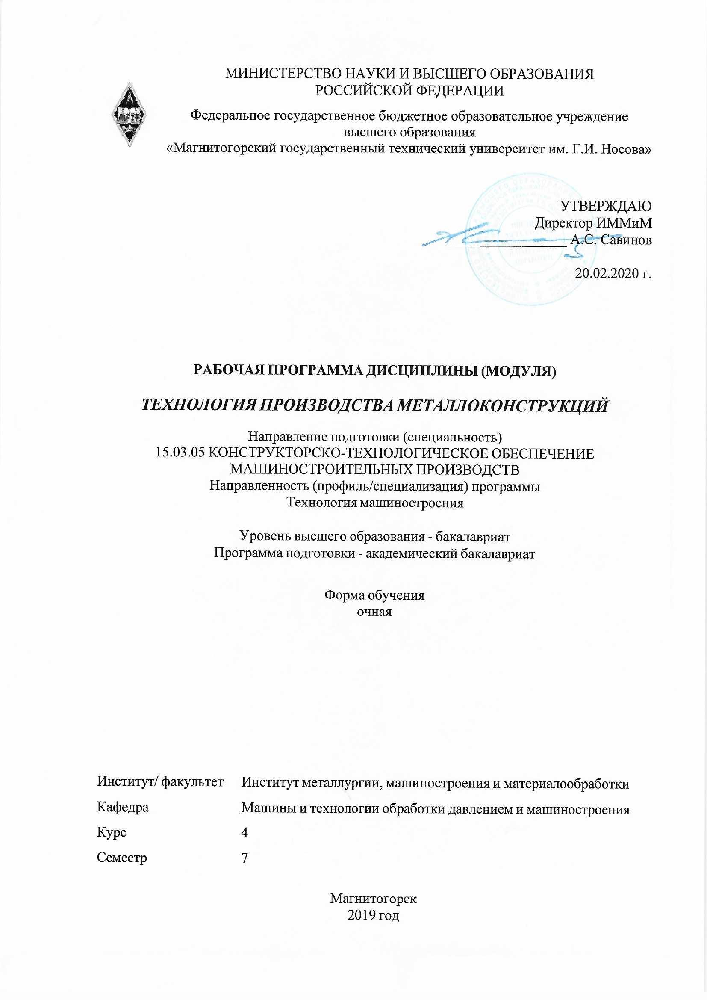 МИНИСТЕРСТВО НАУКИ И ВЫСШЕГО ОБРАЗОВАНИЯ
РОССИЙСКОЙ ФЕДЕРАЦИИ
Федеральное государственное бюджетное образовательное учреждение
высшего образования
«Магнитогорский государственный технический университет им. Г.И. Носова»
УТВЕРЖДАЮ
Директор ИММиМ
А.С. Савинов
20.02.2020 г.
РАБОЧАЯ ПРОГРАММА ДИСЦИПЛИНЫ (МОДУЛЯ)
ТЕХНОЛОГИЯ ПРОИЗВОДСТВА МЕТАЛЛОКОНСТРУКЦИЙ
Направление подготовки (специальность)
15.03.05 КОНСТРУКТОРСКО-ТЕХНОЛОГИЧЕСКОЕ ОБЕСПЕЧЕНИЕ
МАШИНОСТРОИТЕЛЬНЫХ ПРОИЗВОДСТВ
Направленность (профиль/специализация) программы
Технология машиностроения
Уровень высшего образования - бакалавриат
Программа подготовки - академический бакалавриат
Форма обучения
очная
Институт/ факультет Институт металлургии, машиностроения и материалообработки
Кафедра Машины и технологии обработки давлением и машиностроения
Курс 4
Семестр 7
Магнитогорск
2019 год